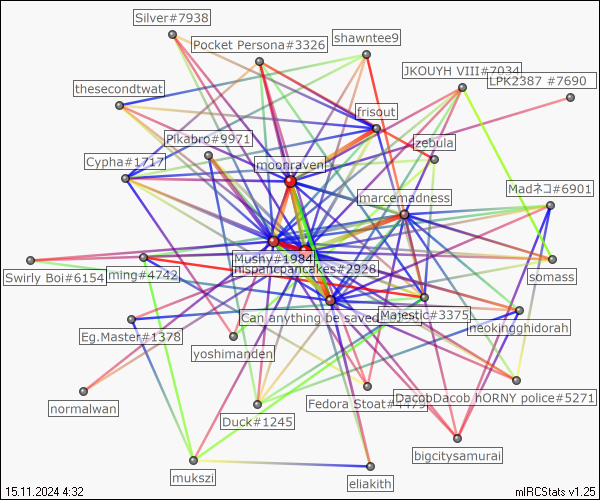 Silver#7938
shawntee9
Pocket Persona#3326
JKOUYH VIII#7034
LPK2387 #7690
thesecondtwat
frisout
Pikabro#9971
zebula
Cypha#1717
moonraven
Madネコ#6901
marcemadness
Mushy#1984
somass
hispanicpancakes#2928
ming#4742
Swirly Boi#6154
Can anything be saved
Majestic#3375
neokingghidorah
Eg.Master#1378
yoshimanden
DacobDacob hORNY police#5271
Fedora Stoat#4479
normalwan
Duck#1245
bigcitysamurai
mukszi
eliakith
15.11.2024 4:32
mIRCStats v1.25